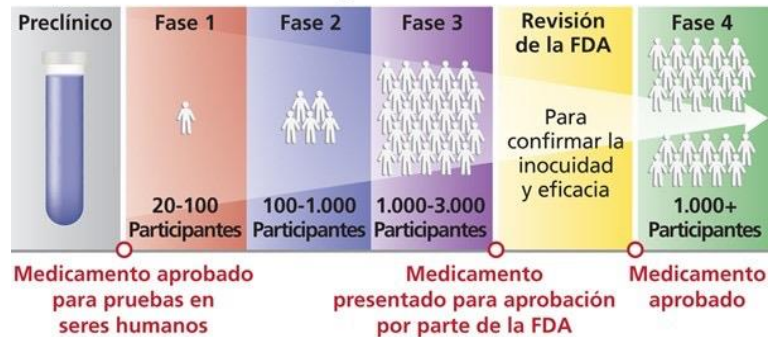 Preclínico
Fase 1
Fase 2
Fase 3
Revisión
de la FDA
Fase 4
Para
confirmar la
inocuidad
y eficacia
20-100
Participantes
100-1.000
Participantes
1.000-3.000
Participantes
1.000+
Participantes
Medicamento aprobado
para pruebas en
seres humanos
Medicamento
presentado para aprobación
por parte de la FDA
Medicamento
aprobado